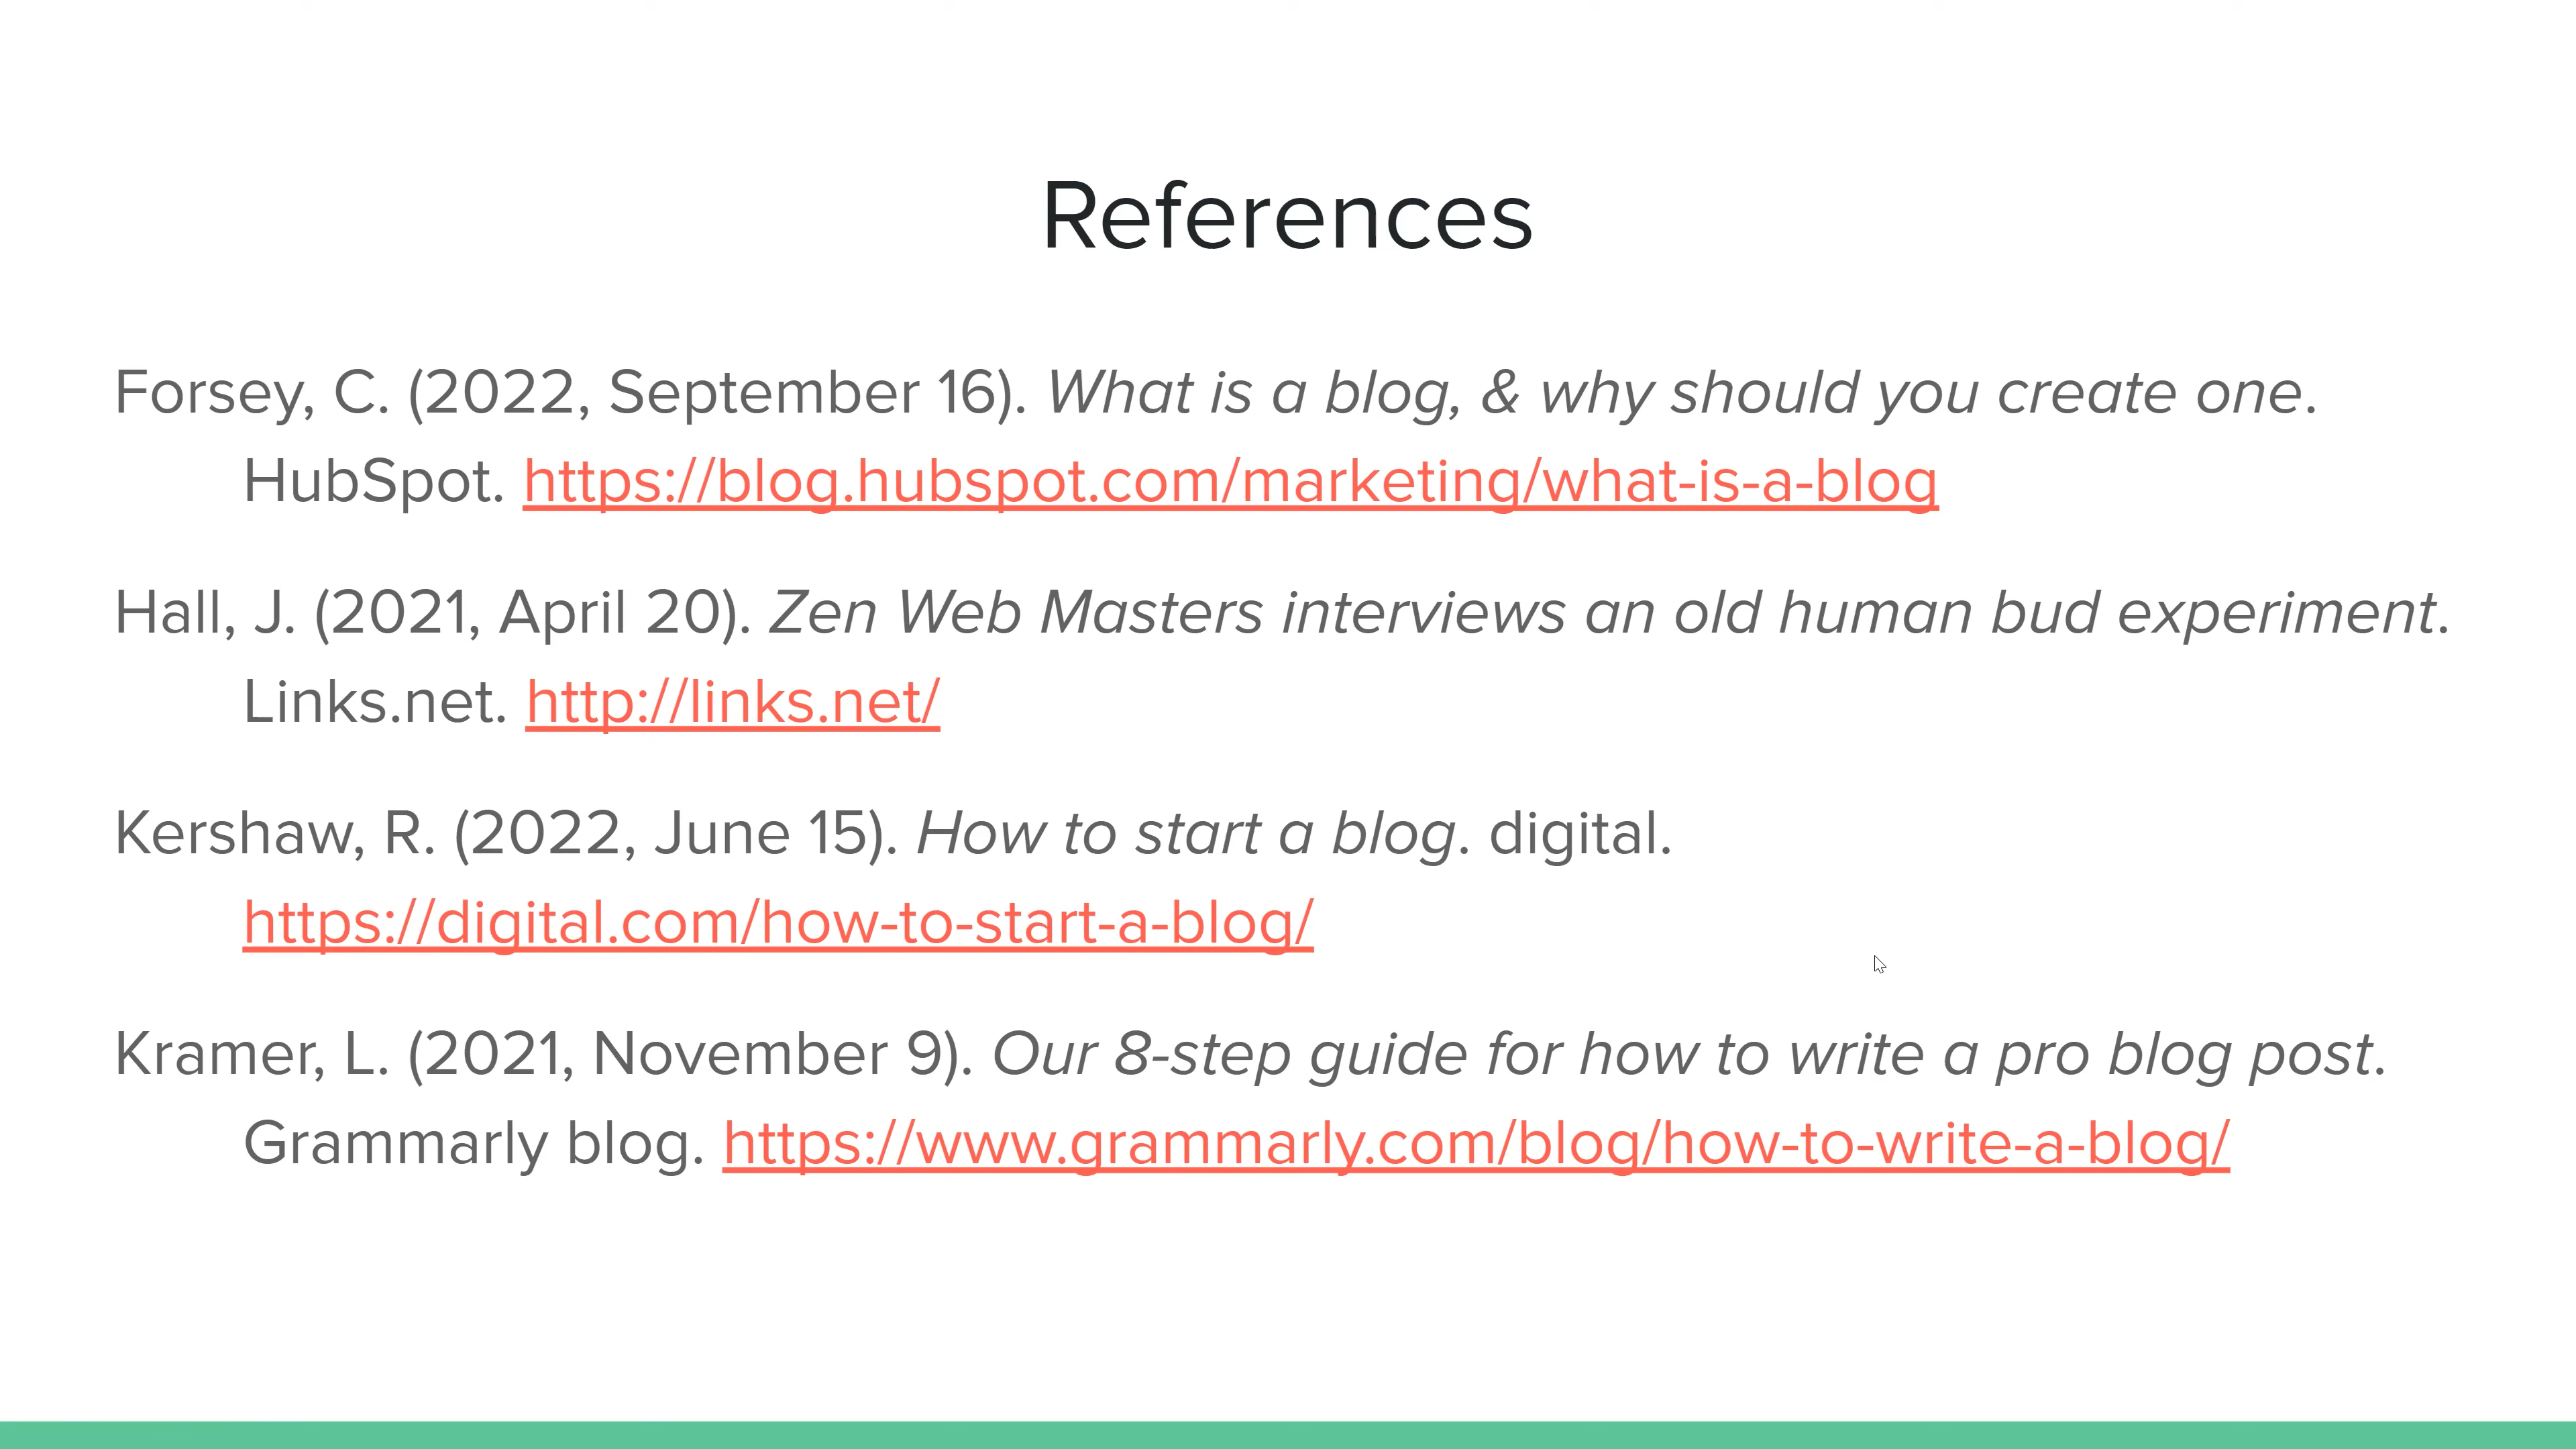 References
Forsey, C. (2022, September 16). What is a blog, & why should you create one.
HubSpot. https://blog.hubspot.com/marketing/what-is-a-blog
Hall, J. (2021, April 20). Zen Web Masters interviews an old human bud experiment.
Links.net. http://links.net/
Kershaw, R. (2022, June 15). How to start a blog. digital.
https://digital.com/how-to-start-a-blog/
Kramer, L. (2021, November 9). Our 8-step guide for how to write a pro blog post.
Grammarly blog. https://www.grammarly.com/blog/how-to-write-a-blog/